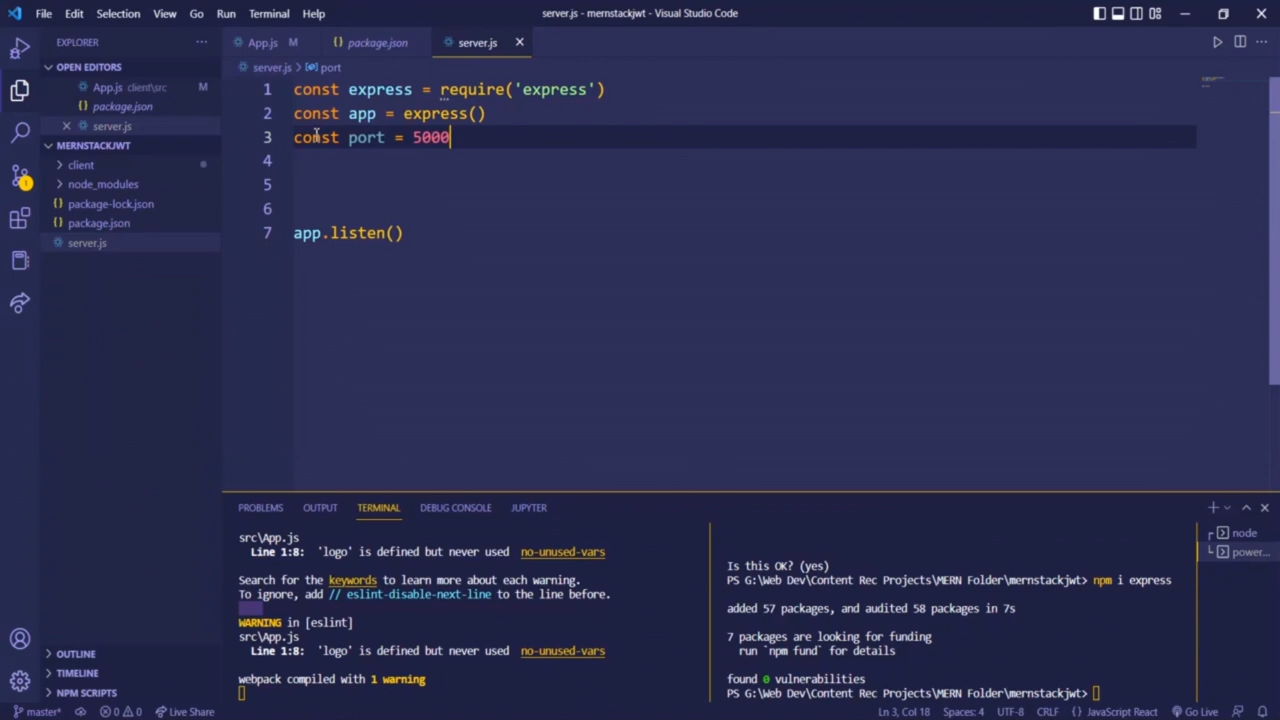 File Edit Selection View Go Run Terminal Help
server.js - mernstackjwt - Visual Studio Code
EXPLORER
OPEN EDITORS
App.js client\src M
package.json
server.js
MERNSTACKJWT
client
node_modules
package-lock.json
package.json
server.js
OUTLINE
TIMELINE
NPM SCRIPTS
1
App.js M
package.json
server.js
server.js > port
1 const express = require('express')
2 const app = express()
3 const port = 5000
4
5
6
7 app.listen()
PROBLEMS OUTPUT TERMINAL DEBUG CONSOLE JUPYTER
src\App.js
Line 1:8: 'logo' is defined but never used no-unused-vars
Search for the keywords to learn more about each warning.
To ignore, add // eslint-disable-next-line to the line before.
WARNING in [eslint]
src\App.js
Line 1:8: 'logo' is defined but never used no-unused-vars
webpack compiled with 1 warning
Is this OK? (yes)
PS G:\Web Dev\Content Rec Projects\MERN Folder\mernstackjwt> npm i express
added 57 packages, and audited 58 packages in 7s
7 packages are looking for funding
run `npm fund` for details
found 0 vulnerabilities
PS G:\Web Dev\Content Rec Projects\MERN Folder\mernstackjwt>
node
power...
master* 0 0 Live Share
Ln 3, Col 18 Spaces: 4 UTF-8 CRLF {} JavaScript React Go Live